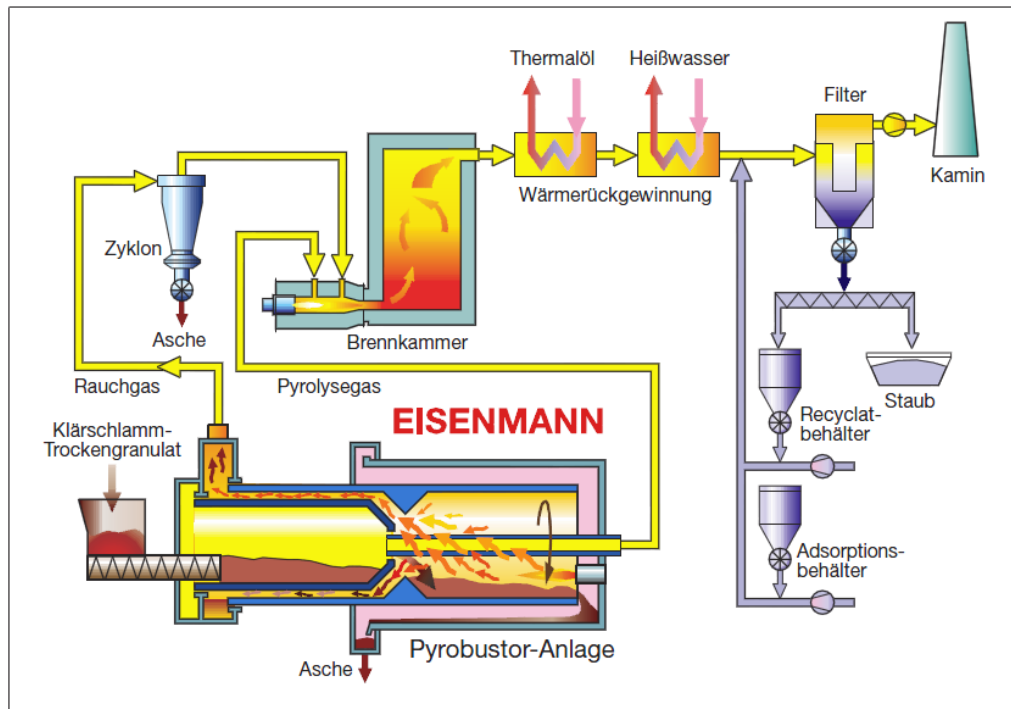 Thermalöl
Heißwasser
Filter
Kamin
Wärmerückgewinnung
Zyklon
Asche
Brennkammer
Rauchgas
Pyrolysegas
Staub
Recyclat-
behälter
EISENMANN
Klärschlamm-
Trockengranulat
Adsorptions-
behälter
Pyrobustor-Anlage
Asche